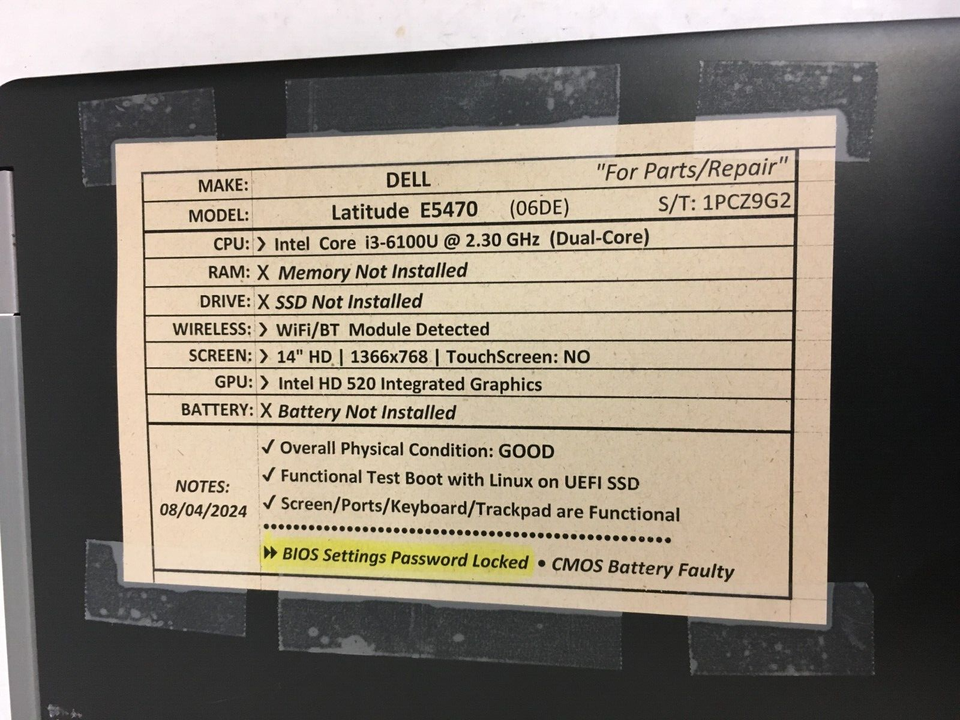 MAKE: DELL "For Parts/Repair"
MODEL: Latitude E5470 (06DE) S/T: 1PCZ9G2
CPU: ❯ Intel Core i3-6100U @ 2.30 GHz (Dual-Core)
RAM: X Memory Not Installed
DRIVE: X SSD Not Installed
WIRELESS: ❯ WiFi/BT Module Detected
SCREEN: ❯ 14" HD | 1366x768 | TouchScreen: NO
GPU: ❯ Intel HD 520 Integrated Graphics
BATTERY: X Battery Not Installed
NOTES:
08/04/2024
✓ Overall Physical Condition: GOOD
✓ Functional Test Boot with Linux on UEFI SSD
✓ Screen/Ports/Keyboard/Trackpad are Functional
⏩ BIOS Settings Password Locked • CMOS Battery Faulty